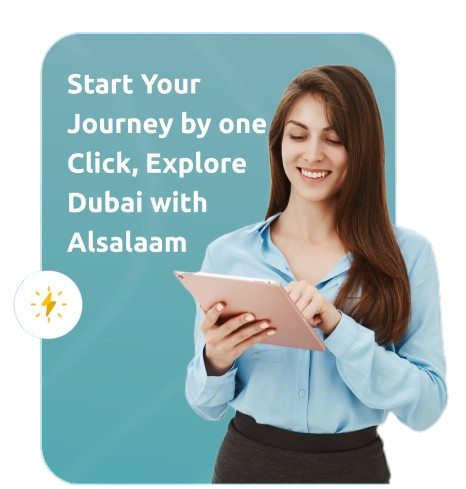 Start Your
Journey by one
Click, Explore
Dubai with
Alsalaam